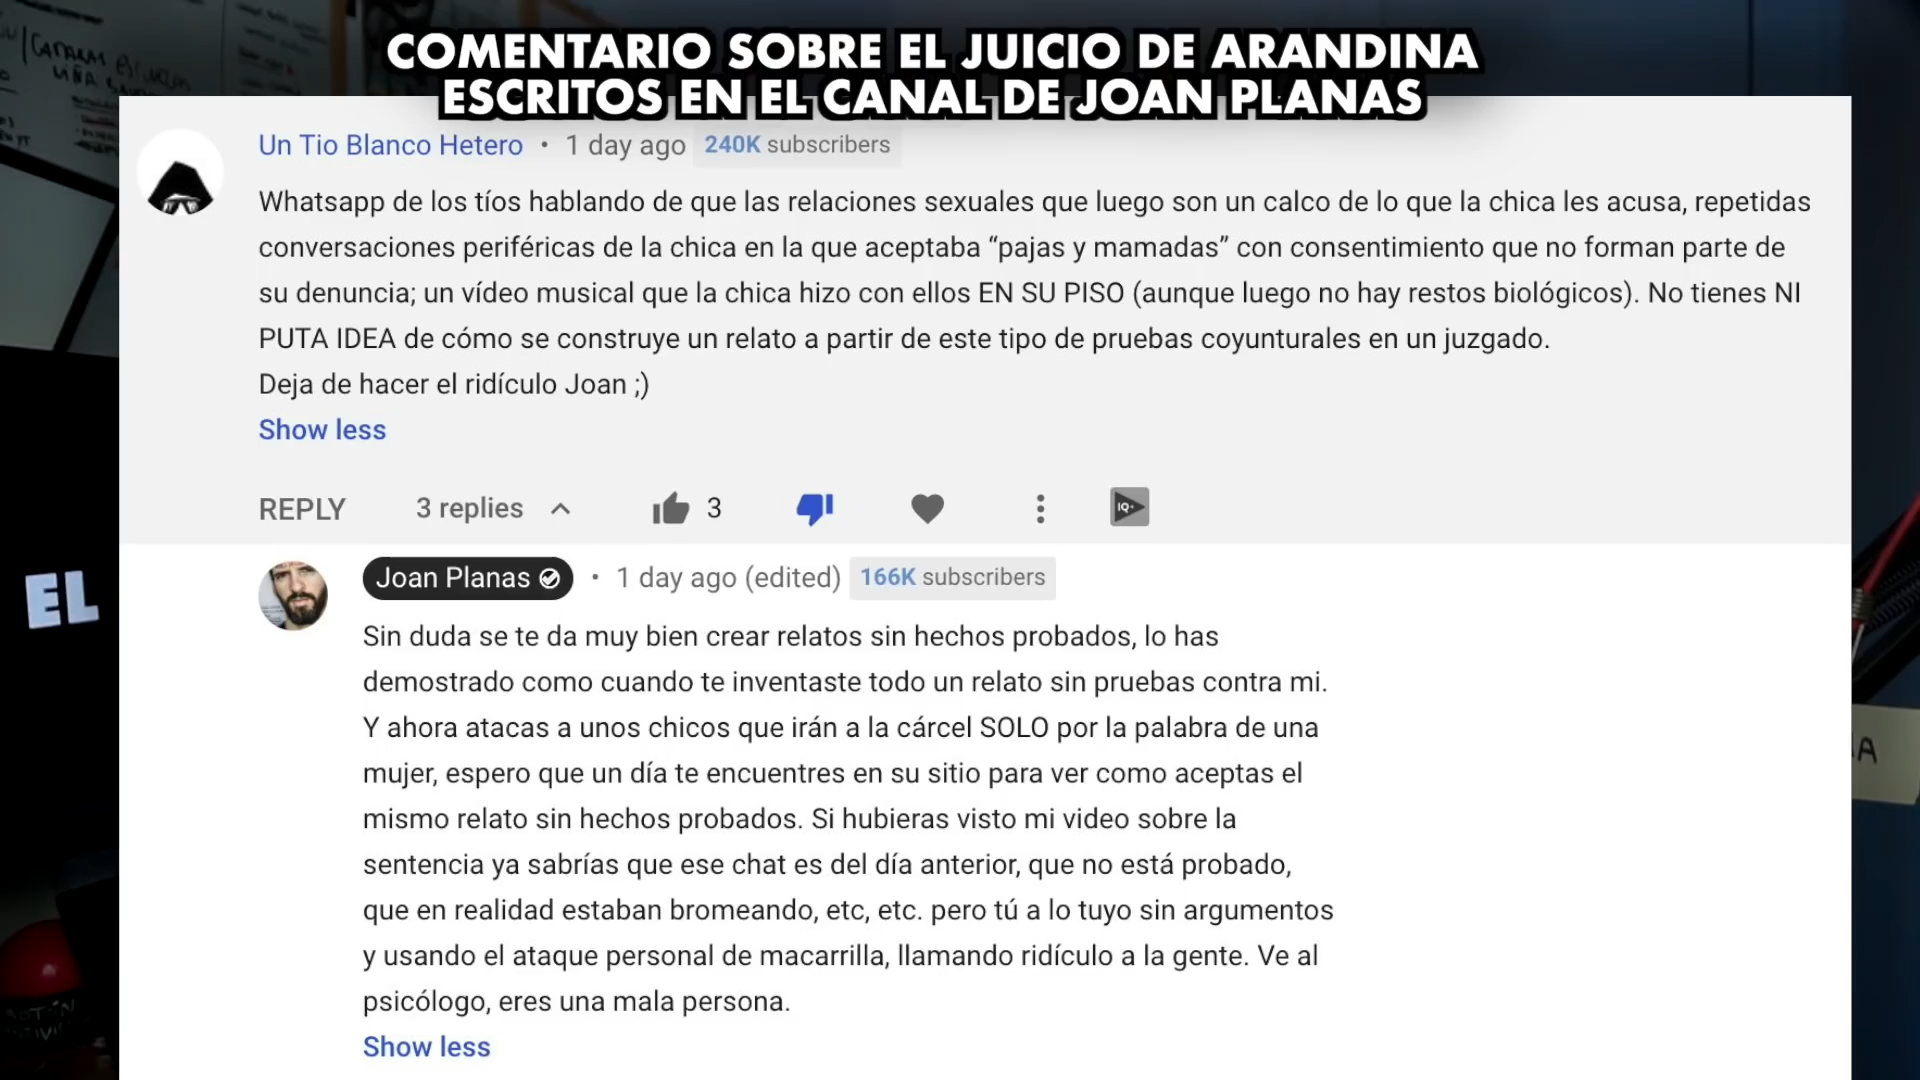 COMENTARIO SOBRE EL JUICIO DE ARANDINA
ESCRITOS EN EL CANAL DE JOAN PLANAS
Un Tio Blanco Hetero • 1 day ago 240K subscribers
Whatsapp de los tíos hablando de que las relaciones sexuales que luego son un calco de lo que la chica les acusa, repetidas
conversaciones periféricas de la chica en la que aceptaba “pajas y mamadas” con consentimiento que no forman parte de
su denuncia; un vídeo musical que la chica hizo con ellos EN SU PISO (aunque luego no hay restos biológicos). No tienes NI
PUTA IDEA de cómo se construye un relato a partir de este tipo de pruebas coyunturales en un juzgado.
Deja de hacer el ridículo Joan ;)
Show less
REPLY 3 replies 3
IQ
Joan Planas • 1 day ago (edited) 166K subscribers
Sin duda se te da muy bien crear relatos sin hechos probados, lo has
demostrado como cuando te inventaste todo un relato sin pruebas contra mi.
Y ahora atacas a unos chicos que irán a la cárcel SOLO por la palabra de una
mujer, espero que un día te encuentres en su sitio para ver como aceptas el
mismo relato sin hechos probados. Si hubieras visto mi video sobre la
sentencia ya sabrías que ese chat es del día anterior, que no está probado,
que en realidad estaban bromeando, etc, etc. pero tú a lo tuyo sin argumentos
y usando el ataque personal de macarrilla, llamando ridículo a la gente. Ve al
psicólogo, eres una mala persona.
Show less
EL